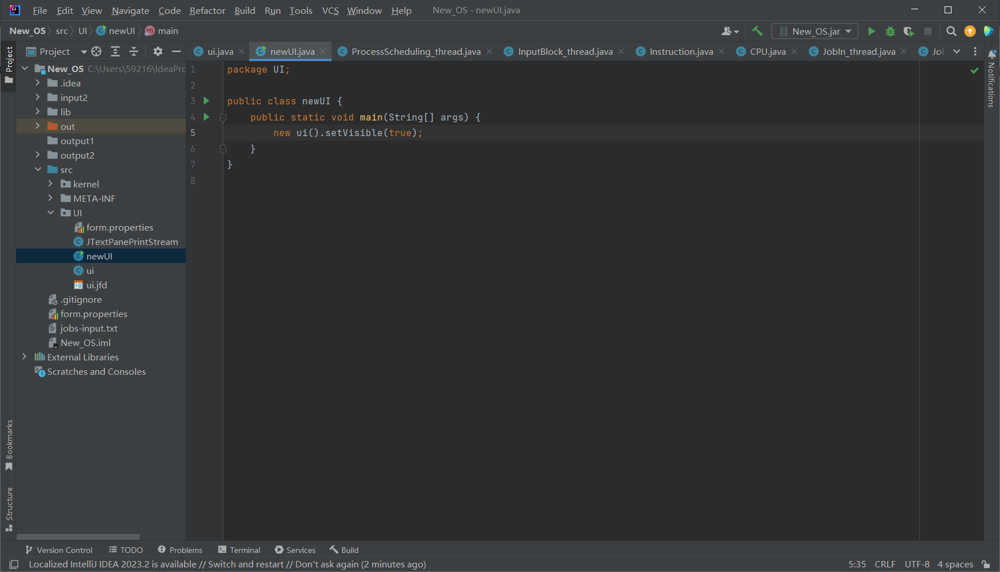 File Edit View Navigate Code Refactor Build Run Tools VCS Window Help New_OS - newUI.java
New_OS src UI newUI main
New_OS.jar
Project
Project
ui.java newUI.java ProcessScheduling_thread.java InputBlock_thread.java Instruction.java CPU.java JobIn_thread.java
Notifications
New_OS C:\Users\59216\IdeaPro
.idea
input2
lib
out
output1
output2
src
kernel
META-INF
UI
form.properties
JTextPanePrintStream
newUI
ui
ui.jfd
.gitignore
form.properties
jobs-input.txt
New_OS.iml
External Libraries
Scratches and Consoles
1 package UI;
2
3 public class newUI {
4 public static void main(String[] args) {
5 new ui().setVisible(true);
6 }
7 }
8
Bookmarks
Structure
Version Control TODO Problems Terminal Services Build
Localized IntelliJ IDEA 2023.2 is available // Switch and restart // Don't ask again (2 minutes ago)
5:35 CRLF UTF-8 4 spaces